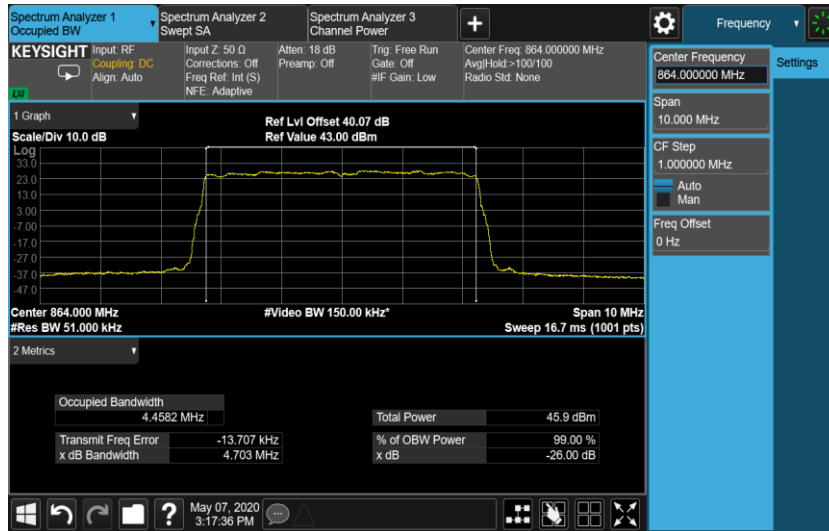 Spectrum Analyzer 1
Occupied BW
Spectrum Analyzer 2
Swept SA
Spectrum Analyzer 3
Channel Power
Frequency
KEYSIGHT
LXI
Input: RF
Coupling: DC
Align: Auto
Input Z: 50 Ω
Corrections: Off
Freq Ref: Int (S)
NFE: Adaptive
Atten: 18 dB
Preamp: Off
Trig: Free Run
Gate: Off
#IF Gain: Low
Center Freq: 864.000000 MHz
Avg|Hold:>100/100
Radio Std: None
Center Frequency
864.000000 MHz
Settings
Span
10.000 MHz
CF Step
1.000000 MHz
Auto
Man
Freq Offset
0 Hz
1 Graph
Scale/Div 10.0 dB
Ref Lvl Offset 40.07 dB
Ref Value 43.00 dBm
Log
33.0
23.0
13.0
3.00
-7.00
-17.0
-27.0
-37.0
-47.0
Center 864.000 MHz
#Video BW 150.00 kHz*
Span 10 MHz
#Res BW 51.000 kHz
Sweep 16.7 ms (1001 pts)
2 Metrics
Occupied Bandwidth
4.4582 MHz
Total Power 45.9 dBm
Transmit Freq Error -13.707 kHz
% of OBW Power 99.00 %
x dB Bandwidth 4.703 MHz
x dB -26.00 dB
?
May 07, 2020
3:17:36 PM